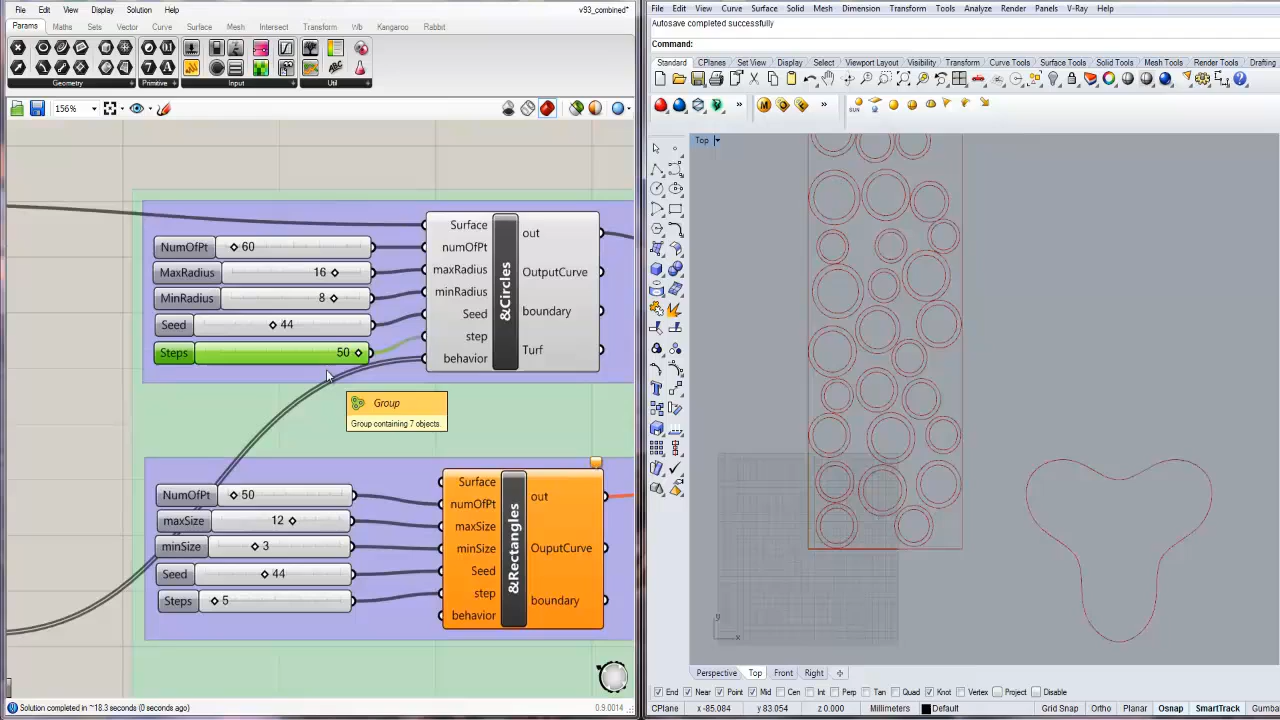 File Edit View Display Solution Help v93_combined*
Params Maths Sets Vector Curve Surface Mesh Intersect Transform Wb Kangaroo Rabbit
Geometry Primitive Input Util
156%
NumOfPt 60
MaxRadius 16
MinRadius 8
Seed 44
Steps 50
Surface
numOfPt
maxRadius
minRadius
Seed
step
behavior
&Circles
out
OutputCurve
boundary
Turf
Group
Group containing 7 objects.
NumOfPt 50
maxSize 12
minSize 3
Seed 44
Steps 5
Surface
numOfPt
maxSize
minSize
Seed
step
behavior
&Rectangles
out
OuputCurve
boundary
Solution completed in ~18.3 seconds (0 seconds ago) 0.9.0014
File Edit View Curve Surface Solid Mesh Dimension Transform Tools Analyze Render Panels V-Ray Help
Autosave completed successfully
Command:
Standard CPlanes Set View Display Select Viewport Layout Visibility Transform Curve Tools Surface Tools Solid Tools Mesh Tools Render Tools Drafting
SUN
Top
y
x
Perspective Top Front Right
End Near Point Mid Cen Int Perp Tan Quad Knot Vertex Project Disable
CPlane x -85.084 y 83.054 z 0.000 Millimeters Default Grid Snap Ortho Planar Osnap SmartTrack Gumba